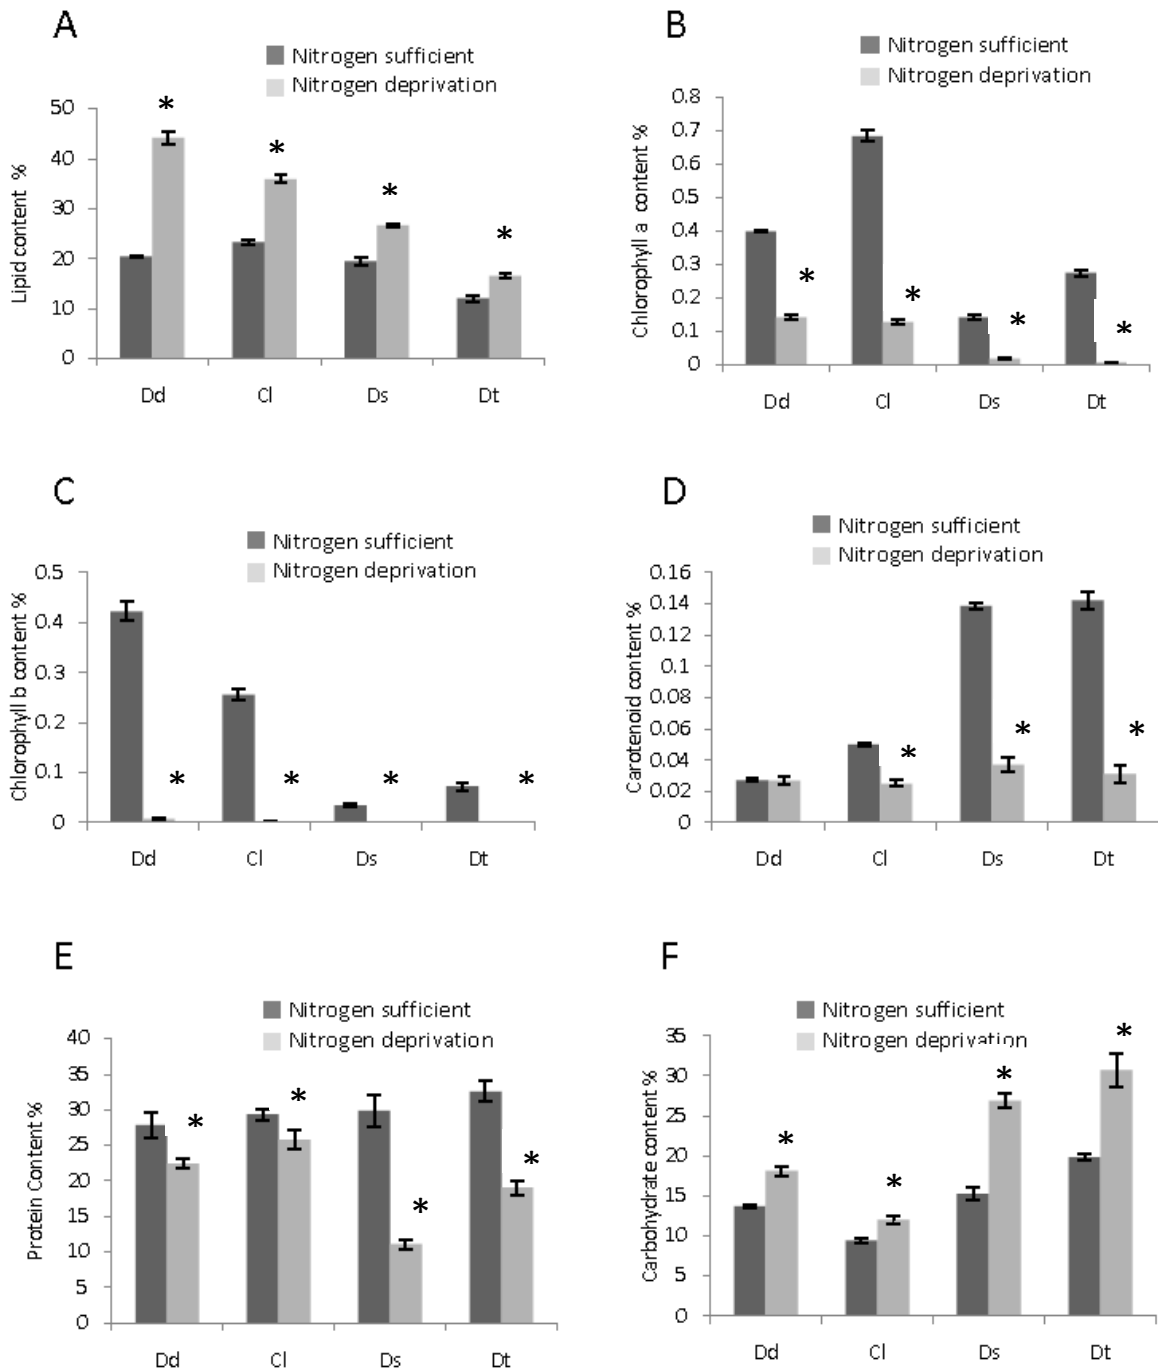 A
Nitrogen sufficient
Nitrogen deprivation
Lipid content %
50
40
30
20
10
0
*
*
*
*
Dd
Cl
Ds
Dt
B
Nitrogen sufficient
Nitrogen deprivation
Chlorophyll a content %
0.8
0.7
0.6
0.5
0.4
0.3
0.2
0.1
0
*
*
*
*
Dd
Cl
Ds
Dt
C
Nitrogen sufficient
Nitrogen deprivation
Chlorophyll b content %
0.5
0.4
0.3
0.2
0.1
0
*
*
*
*
Dd
Cl
Ds
Dt
D
Nitrogen sufficient
Nitrogen deprivation
Carotenoid content %
0.16
0.14
0.12
0.1
0.08
0.06
0.04
0.02
0
*
*
*
Dd
Cl
Ds
Dt
E
Nitrogen sufficient
Nitrogen deprivation
Protein Content %
40
35
30
25
20
15
10
5
0
*
*
*
*
Dd
Cl
Ds
Dt
F
Nitrogen sufficient
Nitrogen deprivation
Carbohydrate content %
35
30
25
20
15
10
5
0
*
*
*
*
Dd
Cl
Ds
Dt